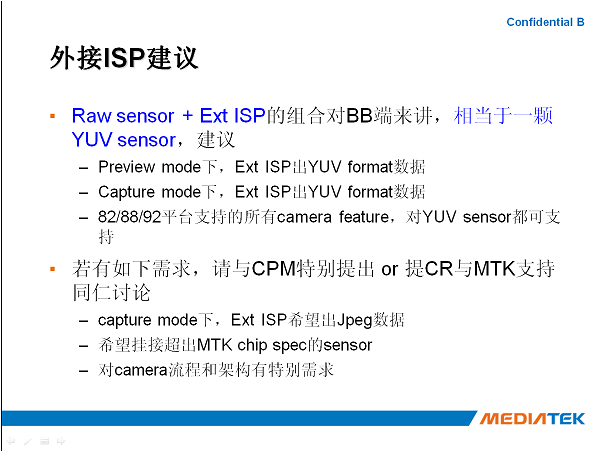 Confidential B
外接ISP建议
Raw sensor + Ext ISP的组合对BB端来讲，相当于一颗
YUV sensor，建议
– Preview mode下，Ext ISP出YUV format数据
– Capture mode下，Ext ISP出YUV format数据
– 82/88/92平台支持的所有camera feature，对YUV sensor都可支
持
若有如下需求，请与CPM特别提出 or 提CR与MTK支持
同仁讨论
– capture mode下，Ext ISP希望出Jpeg数据
– 希望挂接超出MTK chip spec的sensor
– 对camera流程和架构有特别需求
MEDIATEK